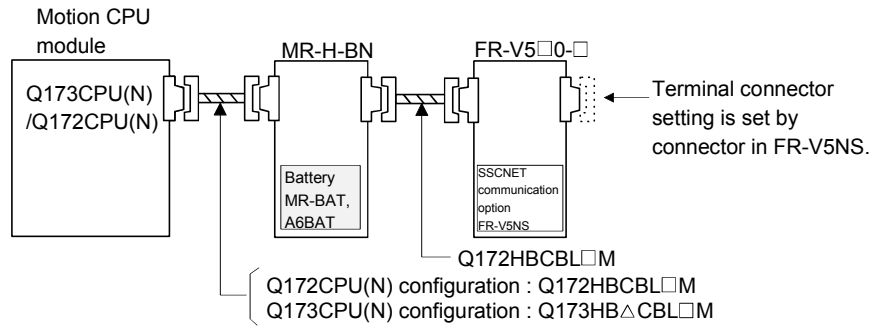 Motion CPU
module
MR-H-BN
FR-V5□0-□
Q173CPU(N)
/Q172CPU(N)
Terminal connector
setting is set by
connector in FR-V5NS.
Battery
MR-BAT,
A6BAT
SSCNET
communication
option
FR-V5NS
Q172HBCBL□M
Q172CPU(N) configuration : Q172HBCBL□M
Q173CPU(N) configuration : Q173HB△CBL□M